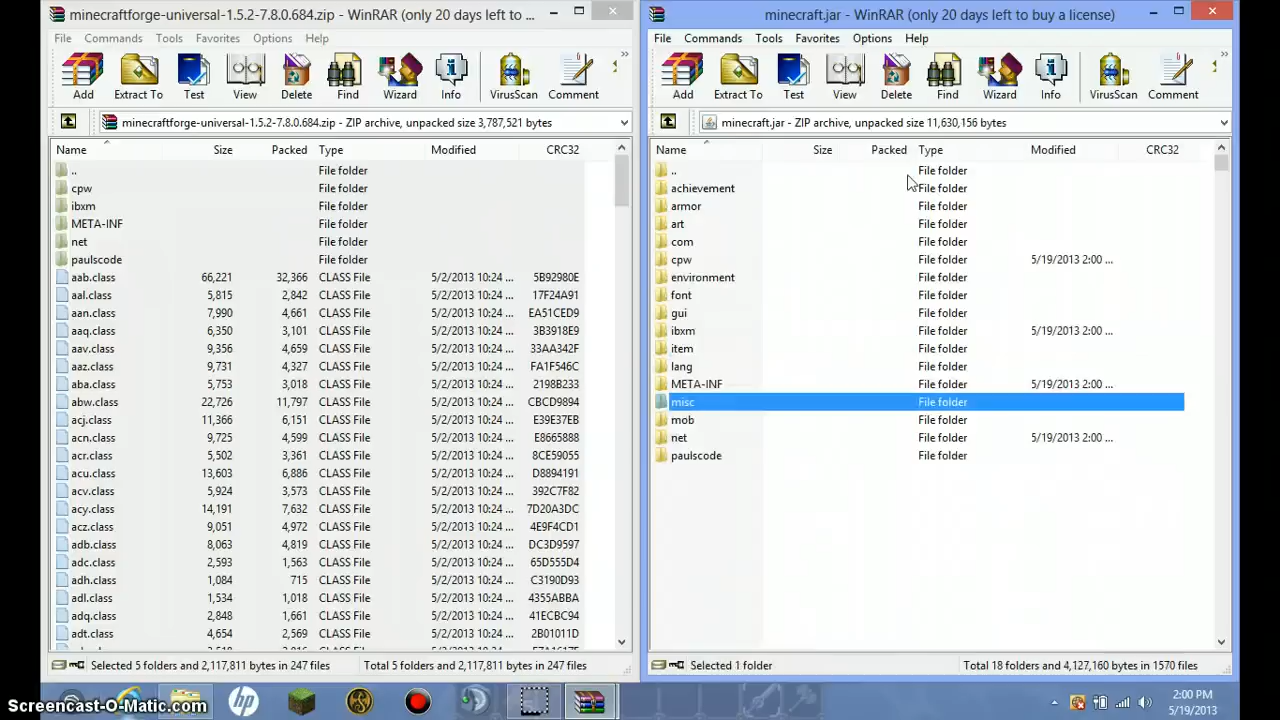 minecraftforge-universal-1.5.2-7.8.0.684.zip - WinRAR (only 20 days left to ...
File Commands Tools Favorites Options Help
Add Extract To Test View Delete Find Wizard Info VirusScan Comment
minecraftforge-universal-1.5.2-7.8.0.684.zip - ZIP archive, unpacked size 3,787,521 bytes
Name Size Packed Type Modified CRC32
.. File folder
cpw File folder
ibxm File folder
META-INF File folder
net File folder
paulscode File folder
aab.class 66,221 32,366 CLASS File 5/2/2013 10:24 ... 5B92980E
aal.class 5,815 2,842 CLASS File 5/2/2013 10:24 ... 17F24A91
aan.class 7,990 4,661 CLASS File 5/2/2013 10:24 ... EA51CED9
aaq.class 6,350 3,101 CLASS File 5/2/2013 10:24 ... 3B3918E9
aav.class 9,356 4,659 CLASS File 5/2/2013 10:24 ... 33AA342F
aaz.class 9,731 4,327 CLASS File 5/2/2013 10:24 ... FA1F546C
aba.class 5,753 3,018 CLASS File 5/2/2013 10:24 ... 2198B233
abw.class 22,726 11,797 CLASS File 5/2/2013 10:24 ... CBCD9894
acj.class 11,366 6,151 CLASS File 5/2/2013 10:24 ... E39E37EB
acn.class 9,725 4,599 CLASS File 5/2/2013 10:24 ... E8665888
acr.class 5,502 3,361 CLASS File 5/2/2013 10:24 ... 8CE59055
acu.class 13,603 6,886 CLASS File 5/2/2013 10:24 ... D8894191
acv.class 5,924 3,573 CLASS File 5/2/2013 10:24 ... 392C7F82
acy.class 14,191 7,632 CLASS File 5/2/2013 10:24 ... 7D20A3DC
acz.class 9,051 4,972 CLASS File 5/2/2013 10:24 ... 4E9F4CD1
adb.class 8,063 4,819 CLASS File 5/2/2013 10:24 ... DC3D9597
adc.class 2,593 1,563 CLASS File 5/2/2013 10:24 ... 65D555D4
adh.class 1,084 715 CLASS File 5/2/2013 10:24 ... C3190D93
adl.class 1,534 1,018 CLASS File 5/2/2013 10:24 ... 4355ABBA
adq.class 2,848 1,661 CLASS File 5/2/2013 10:24 ... 41ECBC94
adt.class 4,654 2,569 CLASS File 5/2/2013 10:24 ... 2B01011D
Selected 5 folders and 2,117,811 bytes in 247 files Total 5 folders and 2,117,811 bytes in 247 files
minecraft.jar - WinRAR (only 20 days left to buy a license)
File Commands Tools Favorites Options Help
Add Extract To Test View Delete Find Wizard Info VirusScan Comment
minecraft.jar - ZIP archive, unpacked size 11,630,156 bytes
Name Size Packed Type Modified CRC32
.. File folder
achievement File folder
armor File folder
art File folder
com File folder
cpw File folder 5/19/2013 2:00 ...
environment File folder
font File folder
gui File folder
ibxm File folder 5/19/2013 2:00 ...
item File folder
lang File folder
META-INF File folder 5/19/2013 2:00 ...
misc File folder
mob File folder
net File folder 5/19/2013 2:00 ...
paulscode File folder
Selected 1 folder Total 18 folders and 4,127,160 bytes in 1570 files
Screencast-O-Matic.com
2:00 PM
5/19/2013